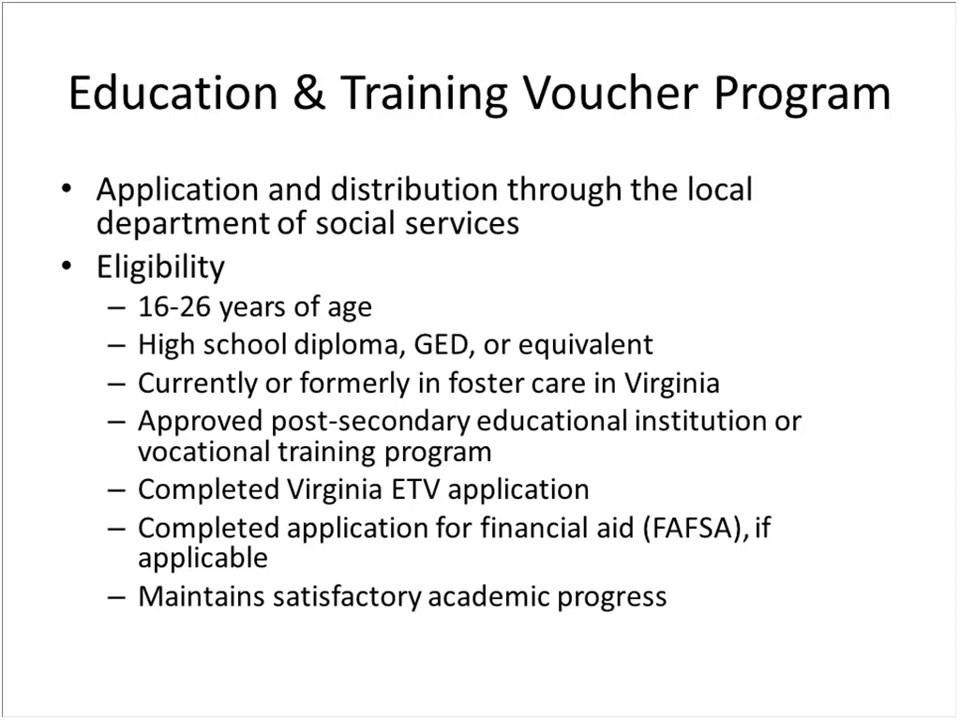 Education & Training Voucher Program
• Application and distribution through the local
department of social services
• Eligibility
– 16-26 years of age
– High school diploma, GED, or equivalent
– Currently or formerly in foster care in Virginia
– Approved post-secondary educational institution or
vocational training program
– Completed Virginia ETV application
– Completed application for financial aid (FAFSA), if
applicable
– Maintains satisfactory academic progress